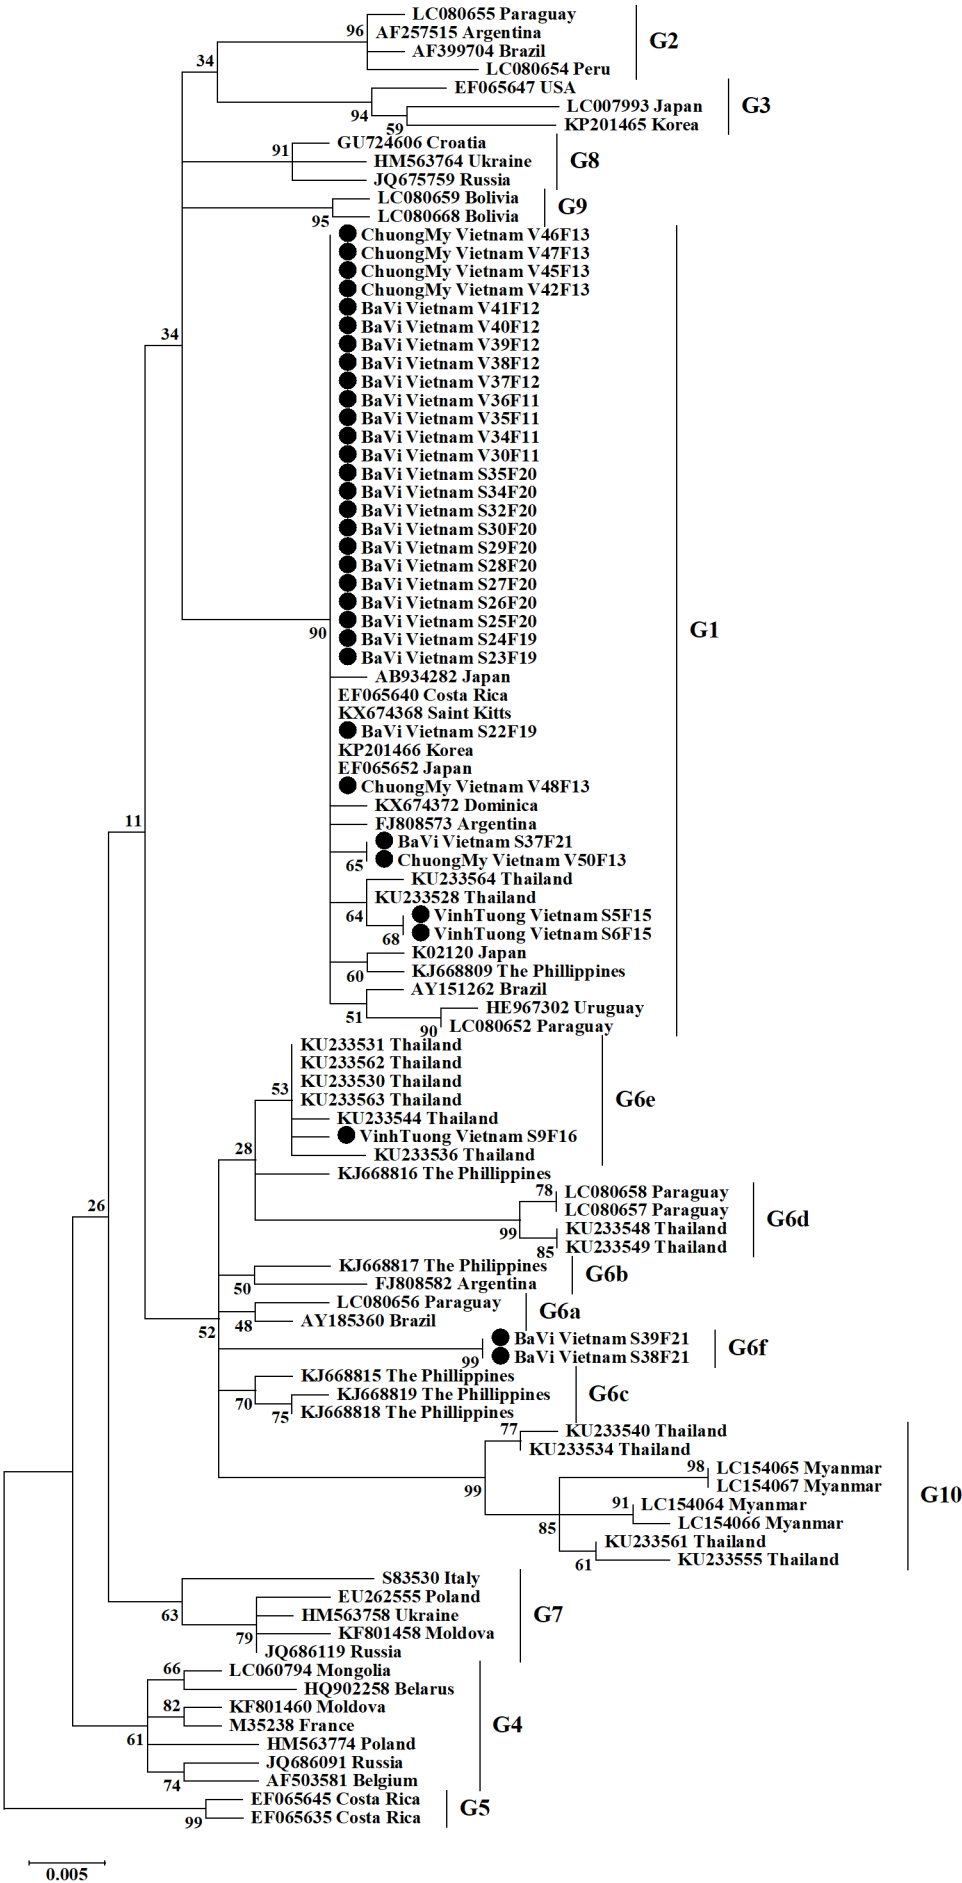 LC080655 Paraguay
96
AF257515 Argentina
G2
AF399704 Brazil
34
LC080654 Peru
EF065647 USA
LC007993 Japan
G3
94
59
KP201465 Korea
GU724606 Croatia
91
HM563764 Ukraine
G8
JQ675759 Russia
LC080659 Bolivia
G9
95
LC080668 Bolivia
ChuongMy Vietnam V46F13
ChuongMy Vietnam V47F13
ChuongMy Vietnam V45F13
ChuongMy Vietnam V42F13
BaVi Vietnam V41F12
BaVi Vietnam V40F12
34
BaVi Vietnam V39F12
BaVi Vietnam V38F12
BaVi Vietnam V37F12
BaVi Vietnam V36F11
BaVi Vietnam V35F11
BaVi Vietnam V34F11
BaVi Vietnam V30F11
BaVi Vietnam S35F20
BaVi Vietnam S34F20
BaVi Vietnam S32F20
BaVi Vietnam S30F20
BaVi Vietnam S29F20
BaVi Vietnam S28F20
BaVi Vietnam S27F20
BaVi Vietnam S26F20
BaVi Vietnam S25F20
90
G1
BaVi Vietnam S24F19
BaVi Vietnam S23F19
AB934282 Japan
EF065640 Costa Rica
KX674368 Saint Kitts
BaVi Vietnam S22F19
KP201466 Korea
EF065652 Japan
ChuongMy Vietnam V48F13
KX674372 Dominica
11
FJ808573 Argentina
BaVi Vietnam S37F21
65
ChuongMy Vietnam V50F13
KU233564 Thailand
KU233528 Thailand
64
VinhTuong Vietnam S5F15
68
VinhTuong Vietnam S6F15
K02120 Japan
60
KJ668809 The Phillippines
AY151262 Brazil
51
HE967302 Uruguay
90
LC080652 Paraguay
KU233531 Thailand
KU233562 Thailand
KU233530 Thailand
53
KU233563 Thailand
G6e
KU233544 Thailand
VinhTuong Vietnam S9F16
28
KU233536 Thailand
KJ668816 The Phillippines
78
LC080658 Paraguay
26
LC080657 Paraguay
G6d
99
KU233548 Thailand
85
KU233549 Thailand
KJ668817 The Philippines
G6b
50
FJ808582 Argentina
LC080656 Paraguay
G6a
48
AY185360 Brazil
52
BaVi Vietnam S39F21
G6f
99
BaVi Vietnam S38F21
KJ668815 The Phillippines
70
KJ668819 The Phillippines
G6c
75
KJ668818 The Phillippines
77
KU233540 Thailand
KU233534 Thailand
98
LC154065 Myanmar
99
LC154067 Myanmar
G10
91
LC154064 Myanmar
85
LC154066 Myanmar
KU233561 Thailand
61
KU233555 Thailand
S83530 Italy
EU262555 Poland
63
HM563758 Ukraine
G7
79
KF801458 Moldova
JQ686119 Russia
66
LC060794 Mongolia
HQ902258 Belarus
82
KF801460 Moldova
M35238 France
G4
61
HM563774 Poland
JQ686091 Russia
74
AF503581 Belgium
EF065645 Costa Rica
G5
99
EF065635 Costa Rica
0.005